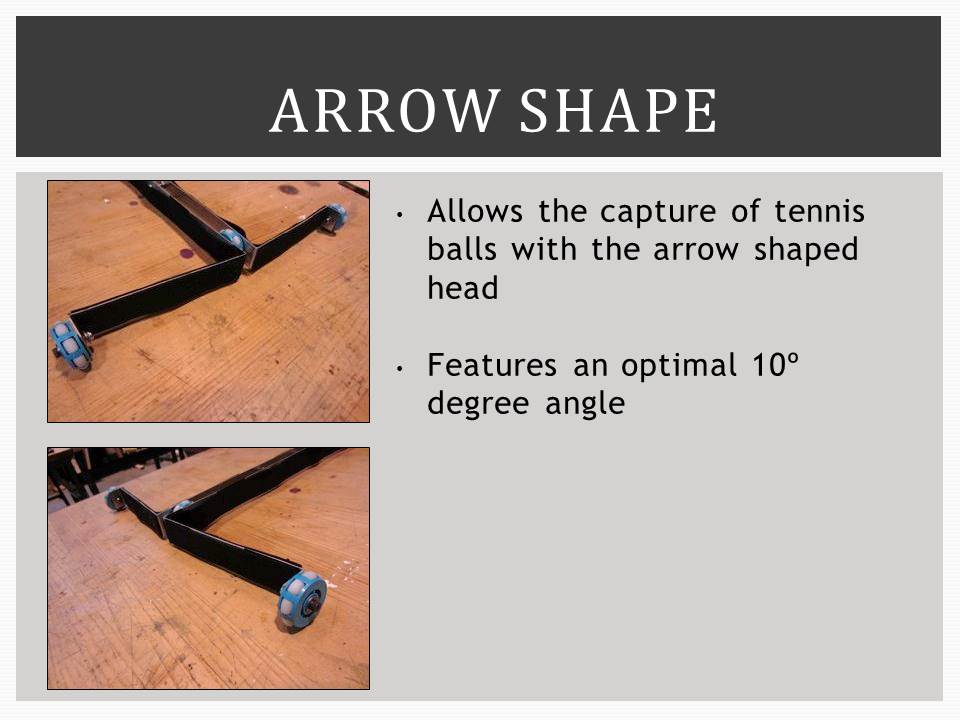 ARROW SHAPE
• Allows the capture of tennis
balls with the arrow shaped
head
• Features an optimal 10º
degree angle